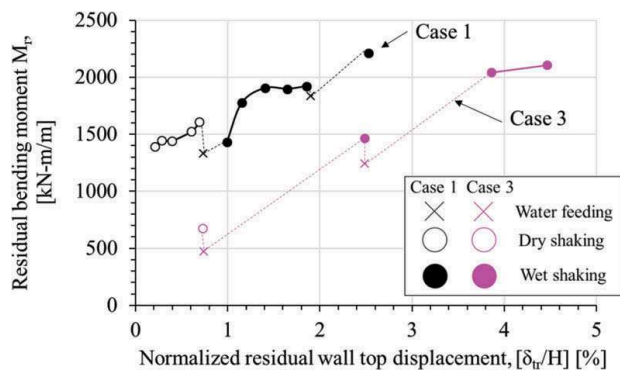 Residual bending moment Mr,
[kN-m/m]
2500
2000
1500
1000
500
0
0
1
2
3
4
5
Normalized residual wall top displacement, [δtr/H] [%]
Case 1
Case 3
Case 1 Case 3
Water feeding
Dry shaking
Wet shaking